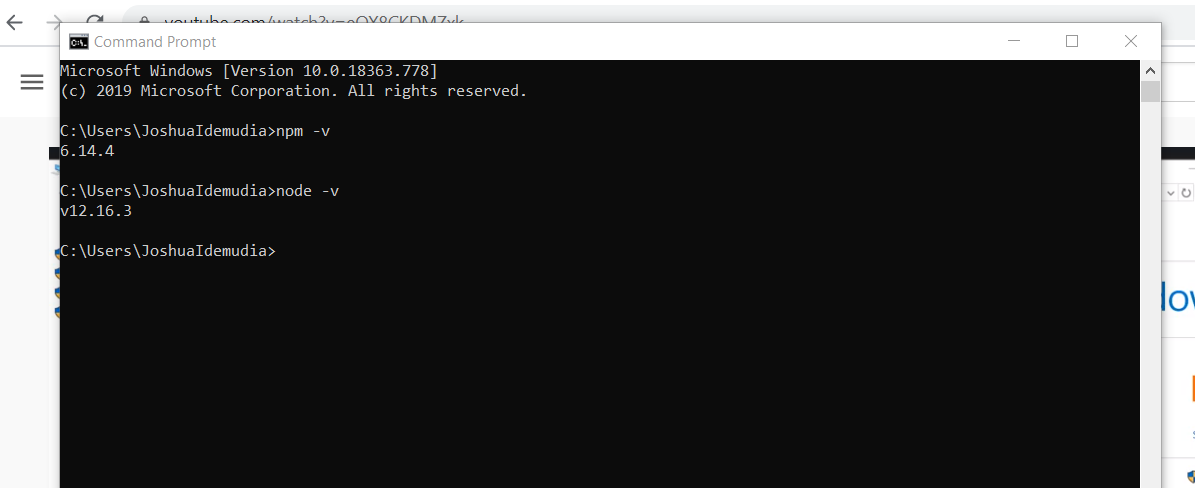 Command Prompt
Microsoft Windows [Version 10.0.18363.778]
(c) 2019 Microsoft Corporation. All rights reserved.
C:\Users\JoshuaIdemudia>npm -v
6.14.4
C:\Users\JoshuaIdemudia>node -v
v12.16.3
C:\Users\JoshuaIdemudia>